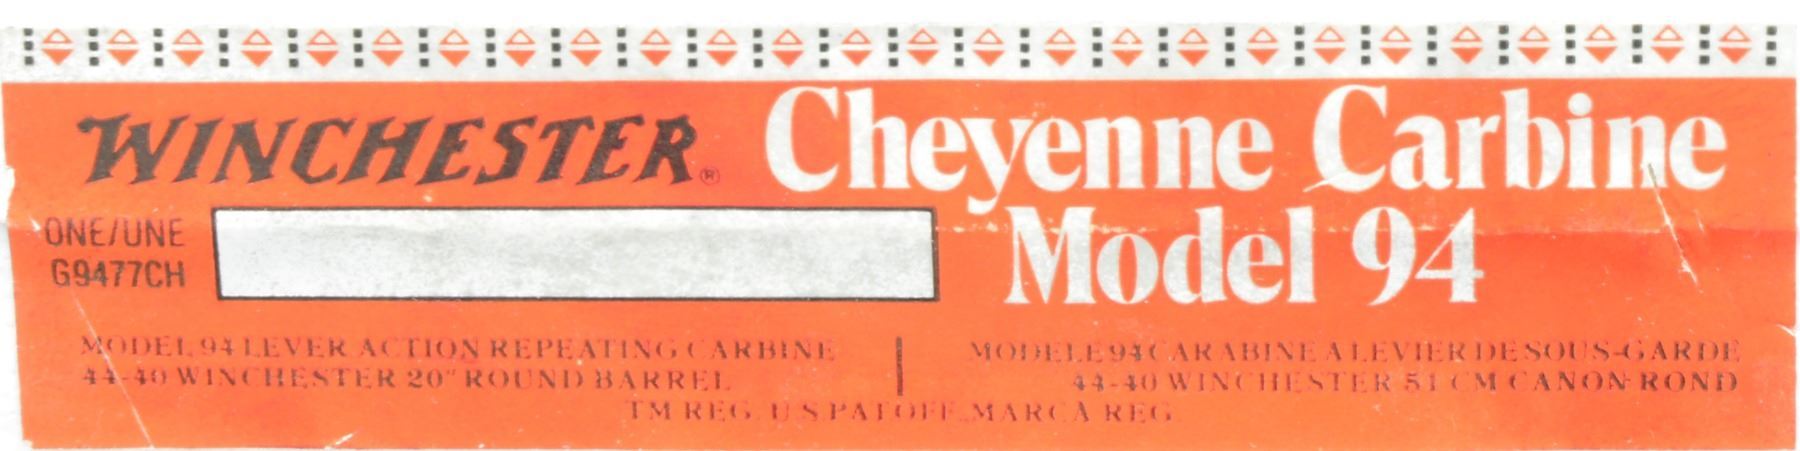 WINCHESTER® Cheyenne Carbine
Model 94
ONE/UNE
G9477CH
MODEL 94 LEVER ACTION REPEATING CARBINE
44-40 WINCHESTER 20" ROUND BARREL
MODELE 94 CARABINE A LEVIER DE SOUS-GARDE
44-40 WINCHESTER 51 CM CANON ROND
TM REG. U S PAT OFF. MARCA REG.